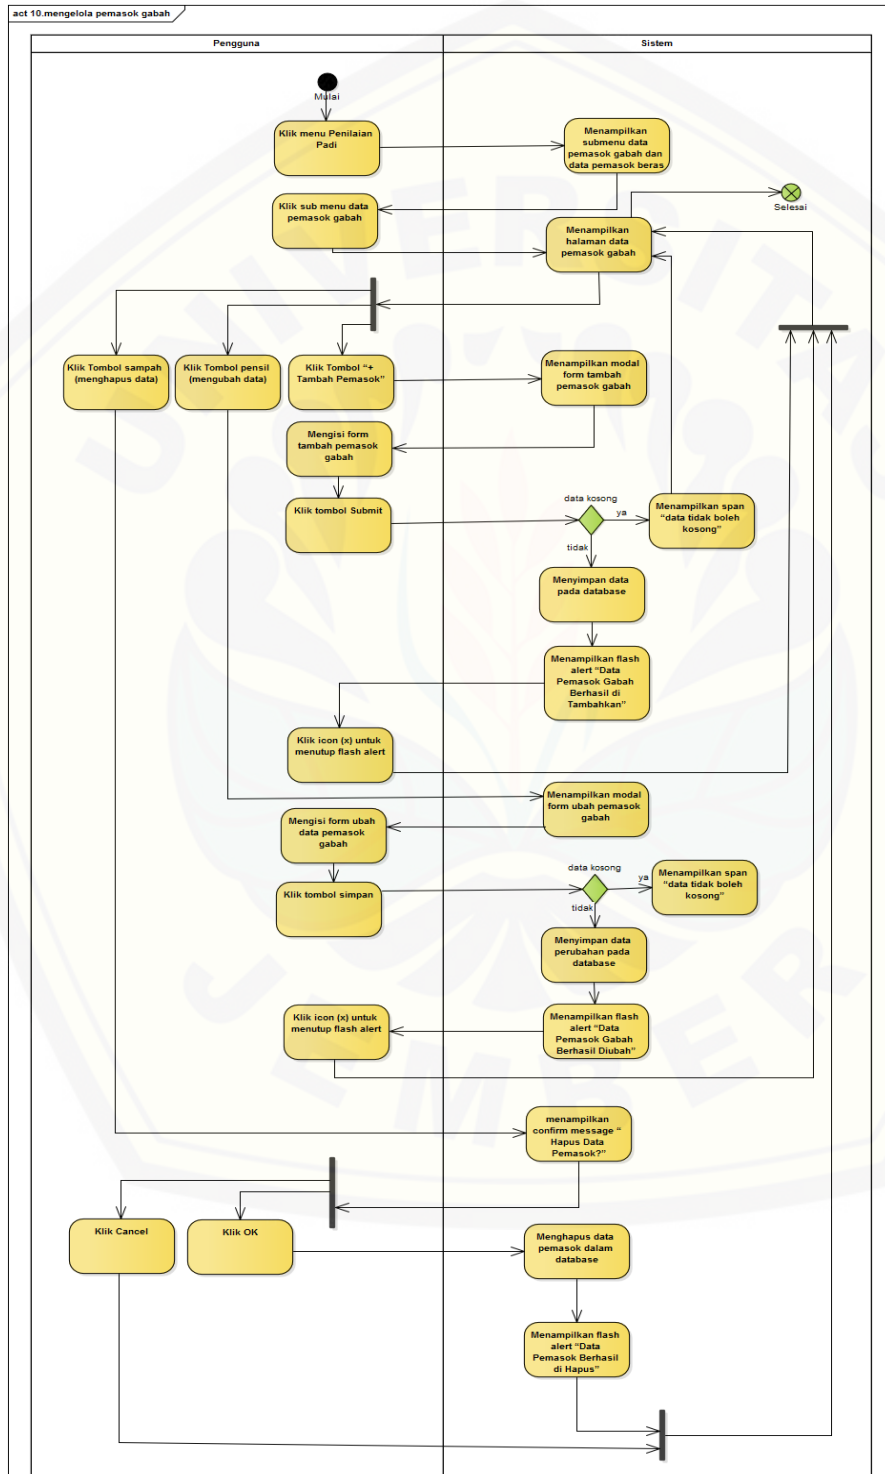 act 10.mengelola pemasok gabah
Pengguna
Sistem
Mulai
Klik menu Penilaian
Padi
Menampilkan
submenu data
pemasok gabah dan
data pemasok beras
Selesai
Klik sub menu data
pemasok gabah
Menampilkan
halaman data
pemasok gabah
Klik Tombol sampah
(menghapus data)
Klik Tombol pensil
(mengubah data)
Klik Tombol "+
Tambah Pemasok"
Menampilkan modal
form tambah
pemasok gabah
Mengisi form
tambah pemasok
gabah
Klik tombol Submit
data kosong
ya
tidak
Menampilkan span
"data tidak boleh
kosong"
Menyimpan data
pada database
Menampilkan flash
alert "Data
Pemasok Gabah
Berhasil di
Tambahkan"
Klik icon (x) untuk
menutup flash alert
Menampilkan modal
form ubah pemasok
gabah
Mengisi form ubah
data pemasok
gabah
Klik tombol simpan
data kosong
ya
tidak
Menampilkan span
"data tidak boleh
kosong"
Menyimpan data
perubahan pada
database
Menampilkan flash
alert "Data
Pemasok Gabah
Berhasil Diubah"
Klik icon (x) untuk
menutup flash alert
menampilkan
confirm message "
Hapus Data
Pemasok?"
Klik Cancel
Klik OK
Menghapus data
pemasok dalam
database
Menampilkan flash
alert "Data
Pemasok Berhasil
di Hapus"
UNIVERSITAS
JEMBER